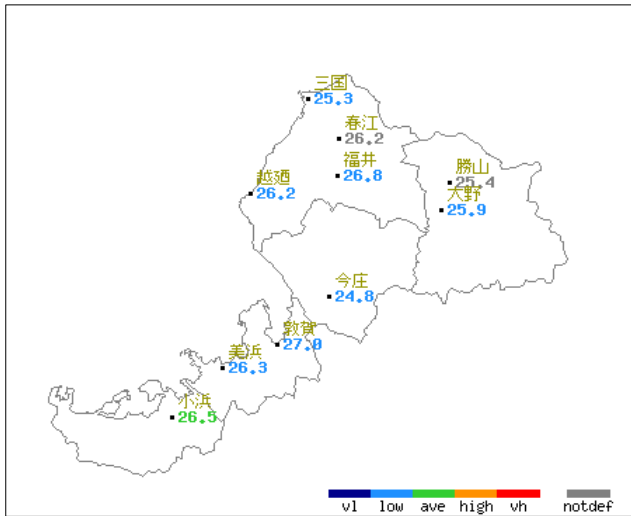 三国
25.3
春江
26.2
福井
26.8
勝山
25.4
越廼
26.2
大野
25.9
今庄
24.8
敦賀
27.0
美浜
26.3
小浜
26.5
vl low ave high vh notdef